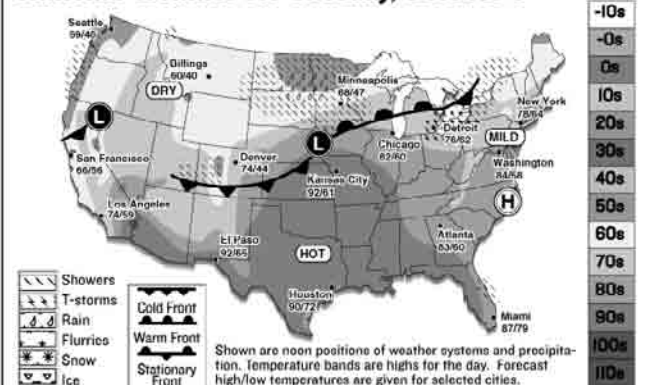 Seattle
59/46
Billings
60/40
DRY
Minneapolis
68/47
New York
78/64
L
L
Detroit
76/62
MILD
Chicago
82/60
San Francisco
66/56
Denver
74/44
Kansas City
92/61
Washington
84/68
H
Los Angeles
74/59
El Paso
92/65
HOT
Atlanta
83/60
Houston
90/72
Miami
87/79
Showers
T-storms
Rain
Flurries
Snow
Ice
Cold Front
Warm Front
Stationary
Front
Shown are noon positions of weather systems and precipita-
tion. Temperature bands are highs for the day. Forecast
high/low temperatures are given for selected cities.
-10s
-0s
0s
10s
20s
30s
40s
50s
60s
70s
80s
90s
100s
110s